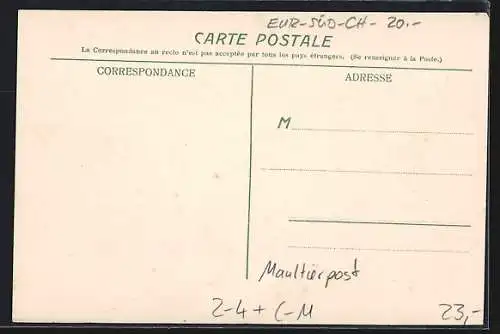 EUR-SÜD-CH- 20.-
CARTE POSTALE
La Correspondance au recto n'est pas acceptée par tous les pays étrangers. (Se renseigner à la Poste.)
CORRESPONDANCE
ADRESSE
M
Maultierpost
2-4+C-M
23,-